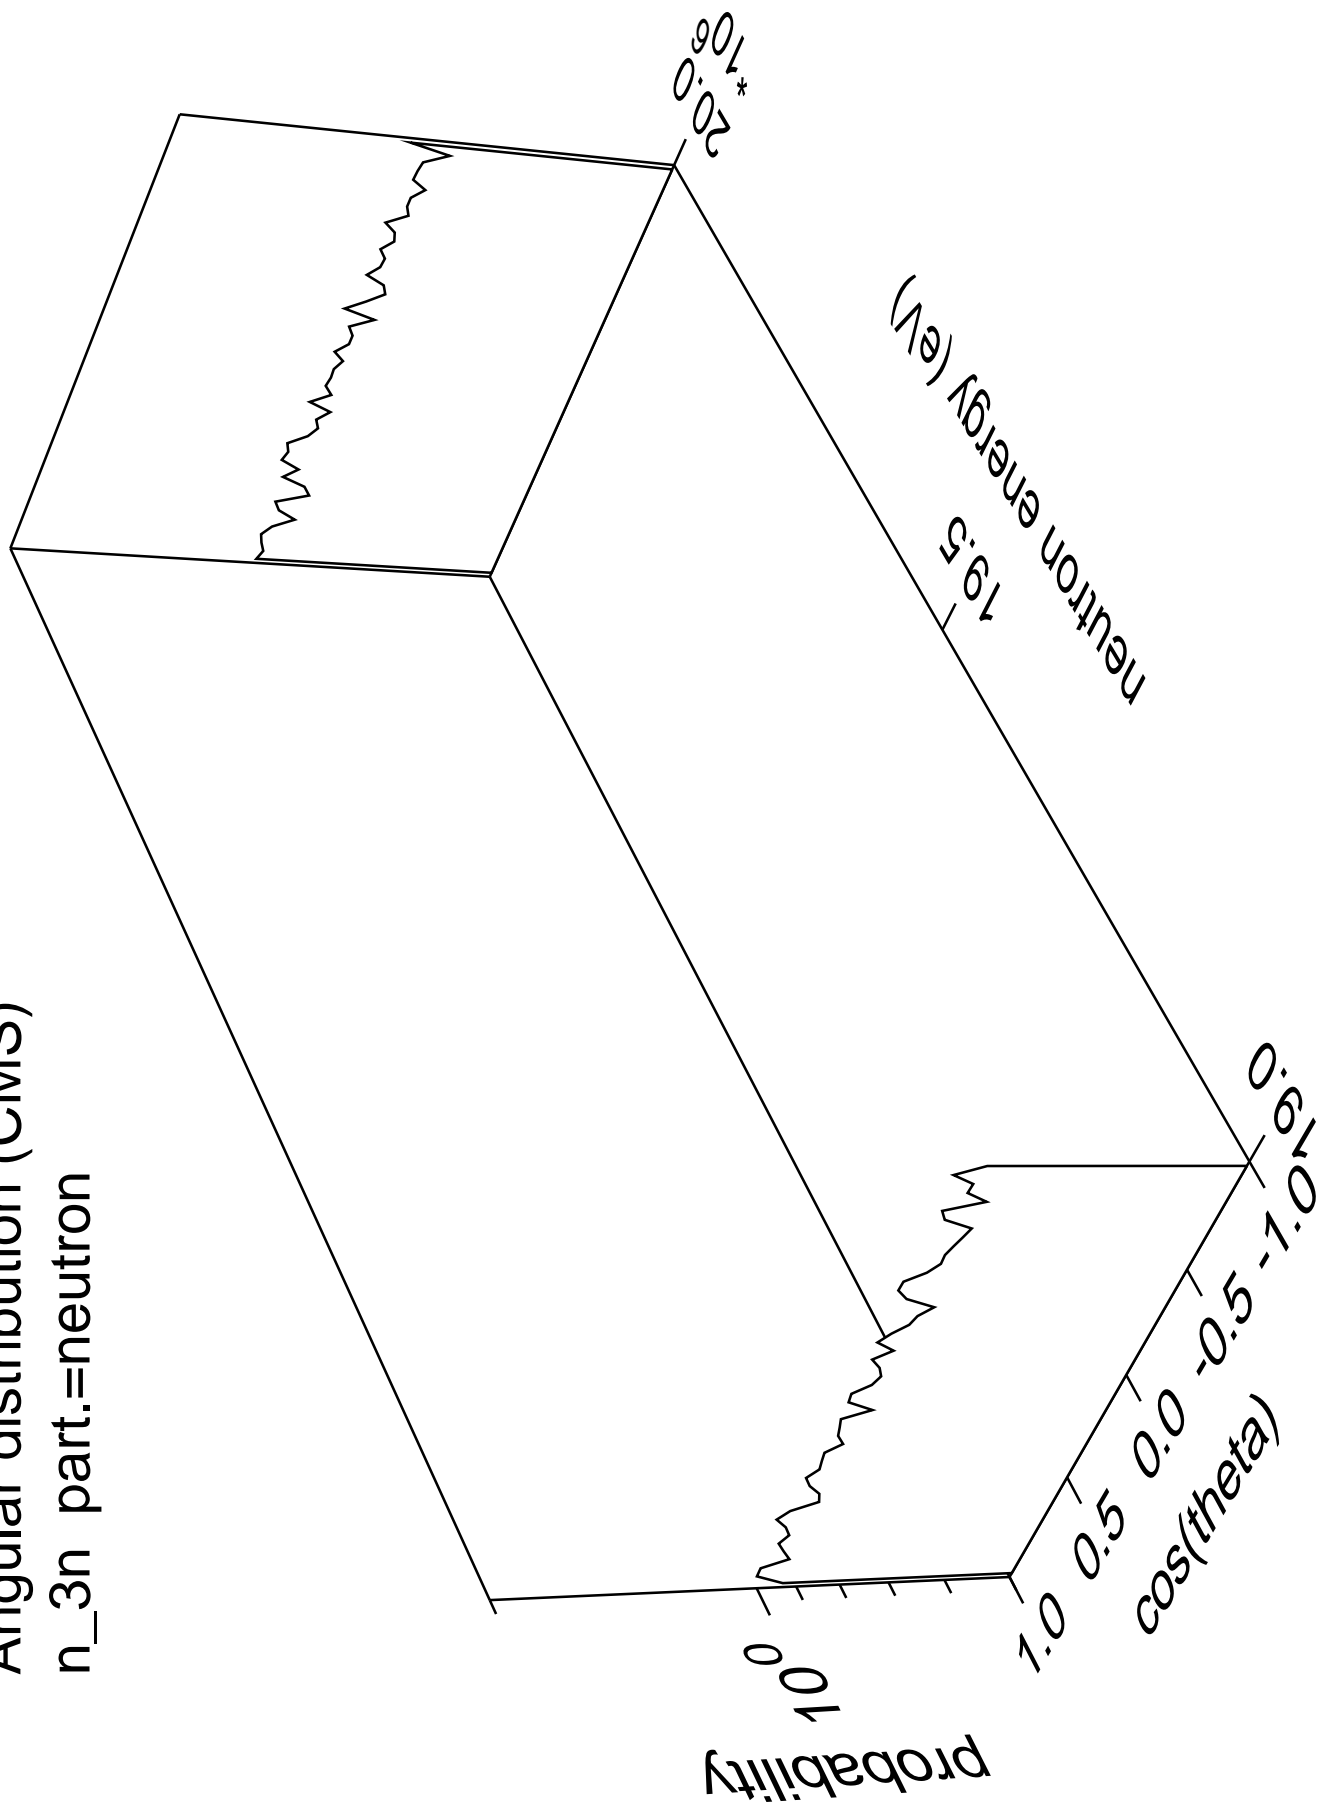 Angular distribution (CMS)
n_3n part.=neutron
probability
10 0
1.0
0.5
0.0
-0.5
-1.0
cos(theta)
19.0
19.5
20.0
* 10 6
neutron energy (eV)